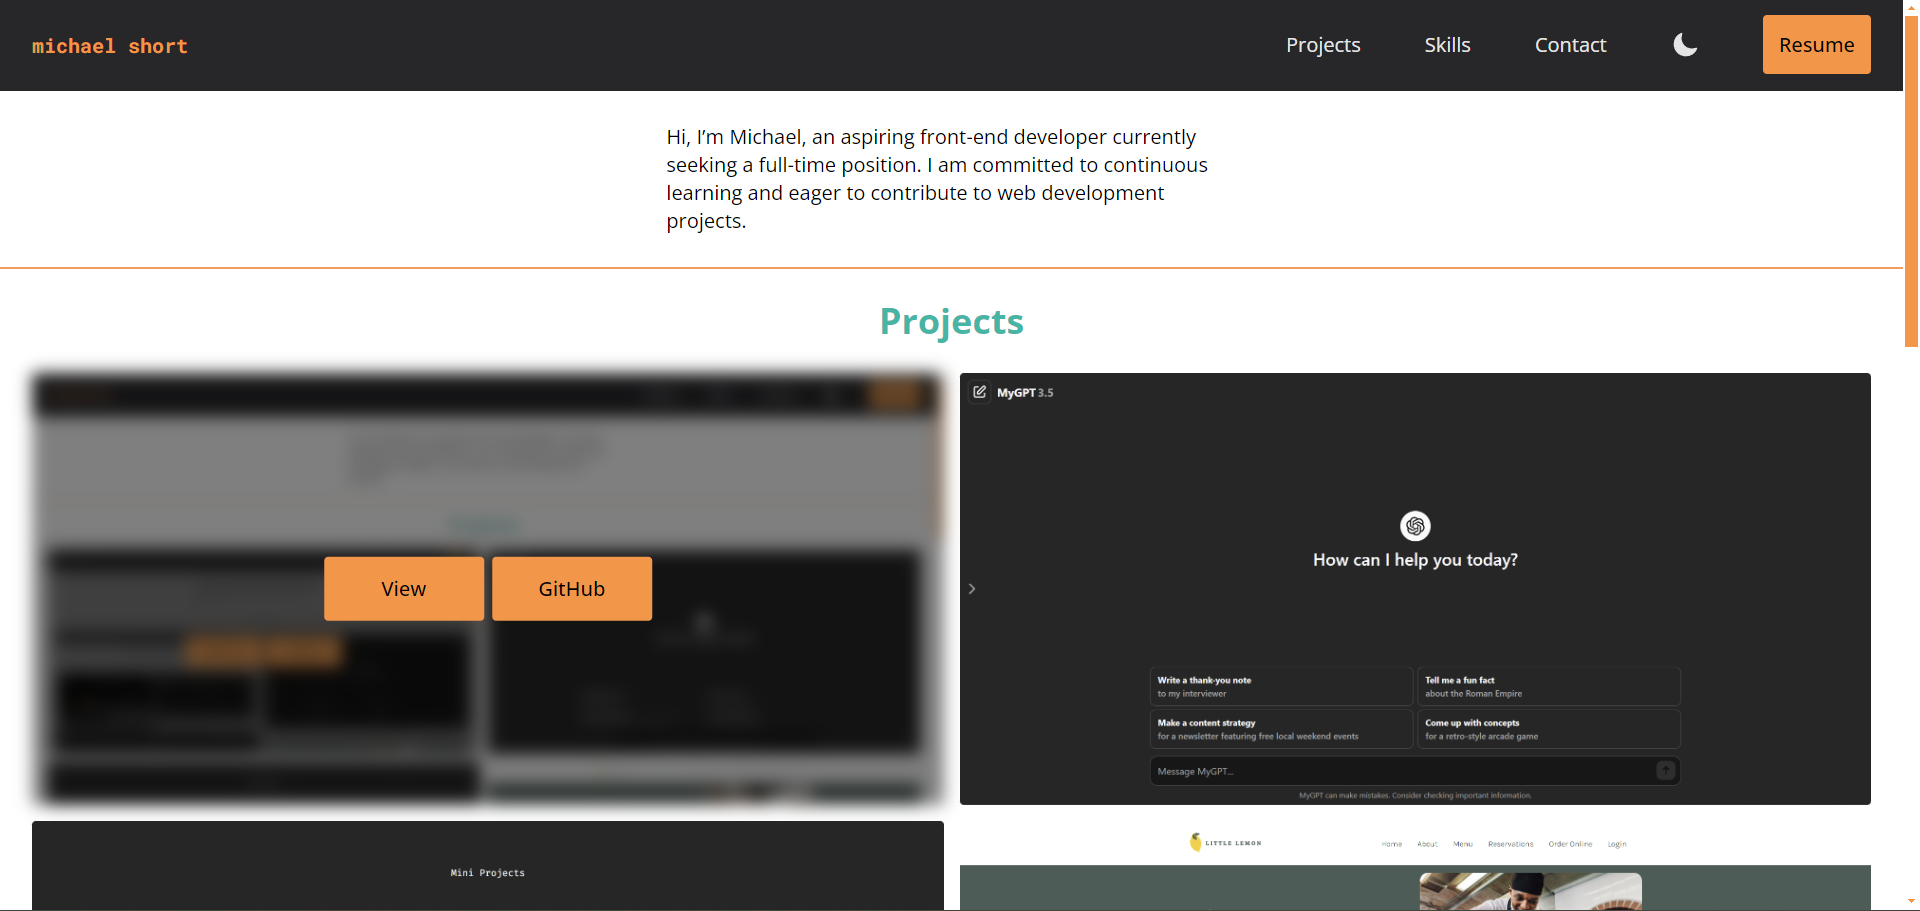 michael short
Projects
Skills
Contact
Resume
Hi, I’m Michael, an aspiring front-end developer currently
seeking a full-time position. I am committed to continuous
learning and eager to contribute to web development
projects.
Projects
View
GitHub
MyGPT 3.5
How can I help you today?
Write a thank-you note
to my interviewer
Tell me a fun fact
about the Roman Empire
Make a content strategy
for a newsletter featuring free local weekend events
Come up with concepts
for a retro-style arcade game
Message MyGPT...
MyGPT can make mistakes. Consider checking important information.
Mini Projects
LITTLE LEMON
Home
About
Menu
Reservations
Order Online
Login